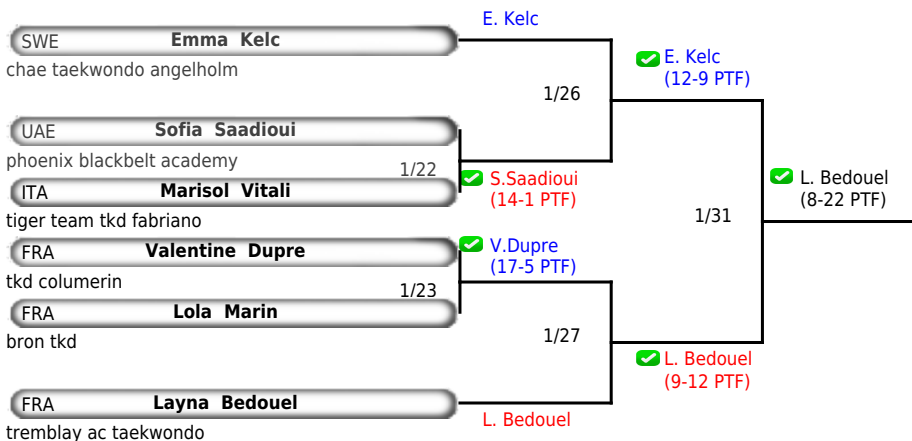 E. Kelc
SWE Emma Kelc
chae taekwondo angelholm
E. Kelc
(12-9 PTF)
1/26
UAE Sofia Saadioui
phoenix blackbelt academy
1/22
S.Saadioui
(14-1 PTF)
ITA Marisol Vitali
tiger team tkd fabriano
L. Bedouel
(8-22 PTF)
1/31
FRA Valentine Dupre
tkd columerin
V.Dupre
(17-5 PTF)
1/23
FRA Lola Marin
bron tkd
1/27
L. Bedouel
(9-12 PTF)
FRA Layna Bedouel
tremblay ac taekwondo
L. Bedouel